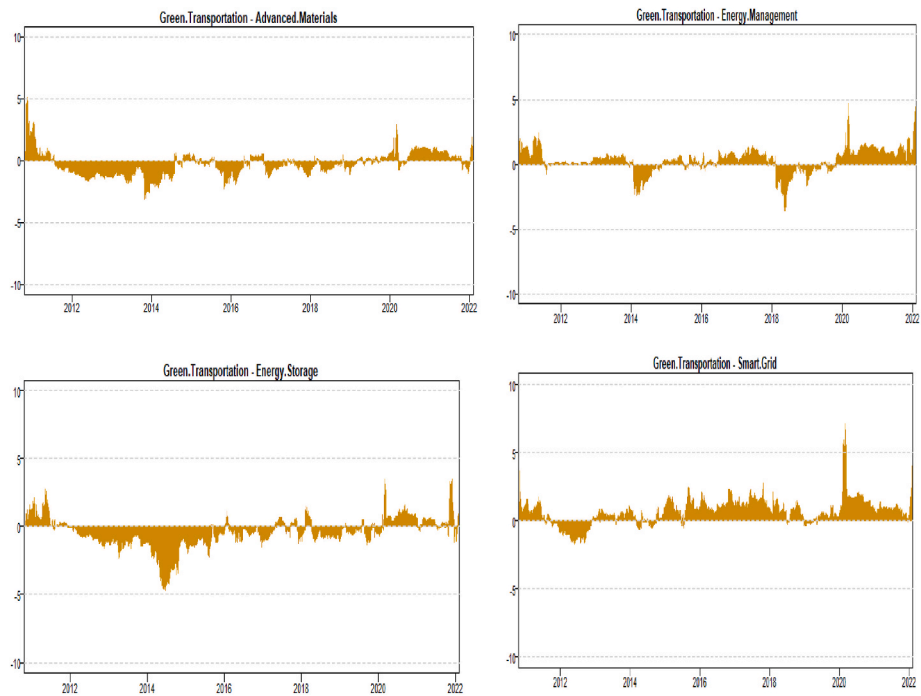 Green.Transportation - Advanced.Materials
10
5
0
-5
-10
2012 2014 2016 2018 2020 2022
Green.Transportation - Energy.Management
10
5
0
-5
-10
2012 2014 2016 2018 2020 2022
Green.Transportation - Energy.Storage
10
5
0
-5
-10
2012 2014 2016 2018 2020 2022
Green.Transportation - Smart.Grid
10
5
0
-5
-10
2012 2014 2016 2018 2020 2022